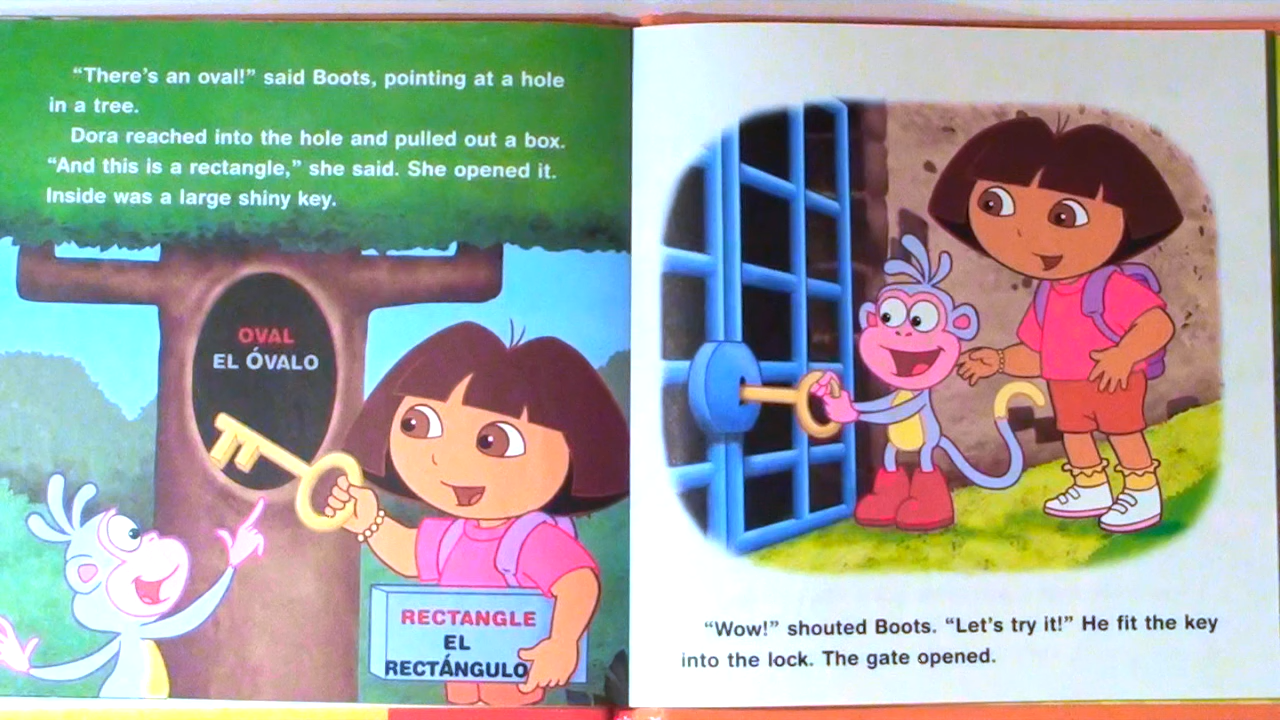 “There’s an oval!” said Boots, pointing at a hole
in a tree.
Dora reached into the hole and pulled out a box.
“And this is a rectangle,” she said. She opened it.
Inside was a large shiny key.
OVAL
EL ÓVALO
RECTANGLE
EL
RECTÁNGULO
“Wow!” shouted Boots. “Let’s try it!” He fit the key
into the lock. The gate opened.